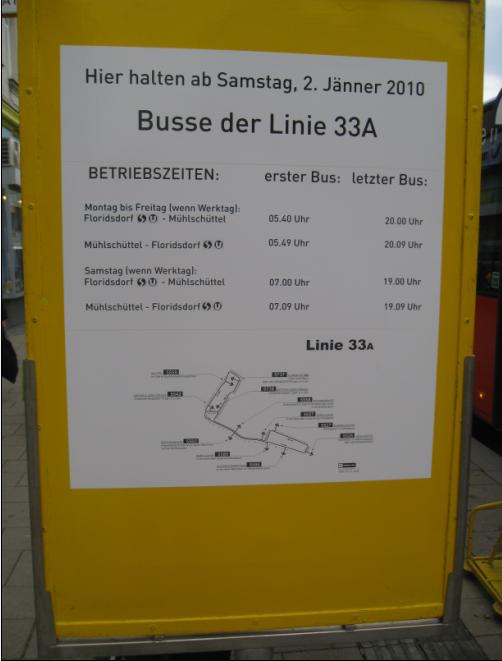 Hier halten ab Samstag, 2. Jänner 2010
Busse der Linie 33A
BETRIEBSZEITEN: erster Bus: letzter Bus:
Montag bis Freitag (wenn Werktag):
Floridsdorf S U - Mühlschüttel 05.40 Uhr 20.00 Uhr
Mühlschüttel - Floridsdorf S U 05.49 Uhr 20.09 Uhr
Samstag (wenn Werktag):
Floridsdorf S U - Mühlschüttel 07.00 Uhr 19.00 Uhr
Mühlschüttel - Floridsdorf S U 07.09 Uhr 19.09 Uhr
Linie 33A